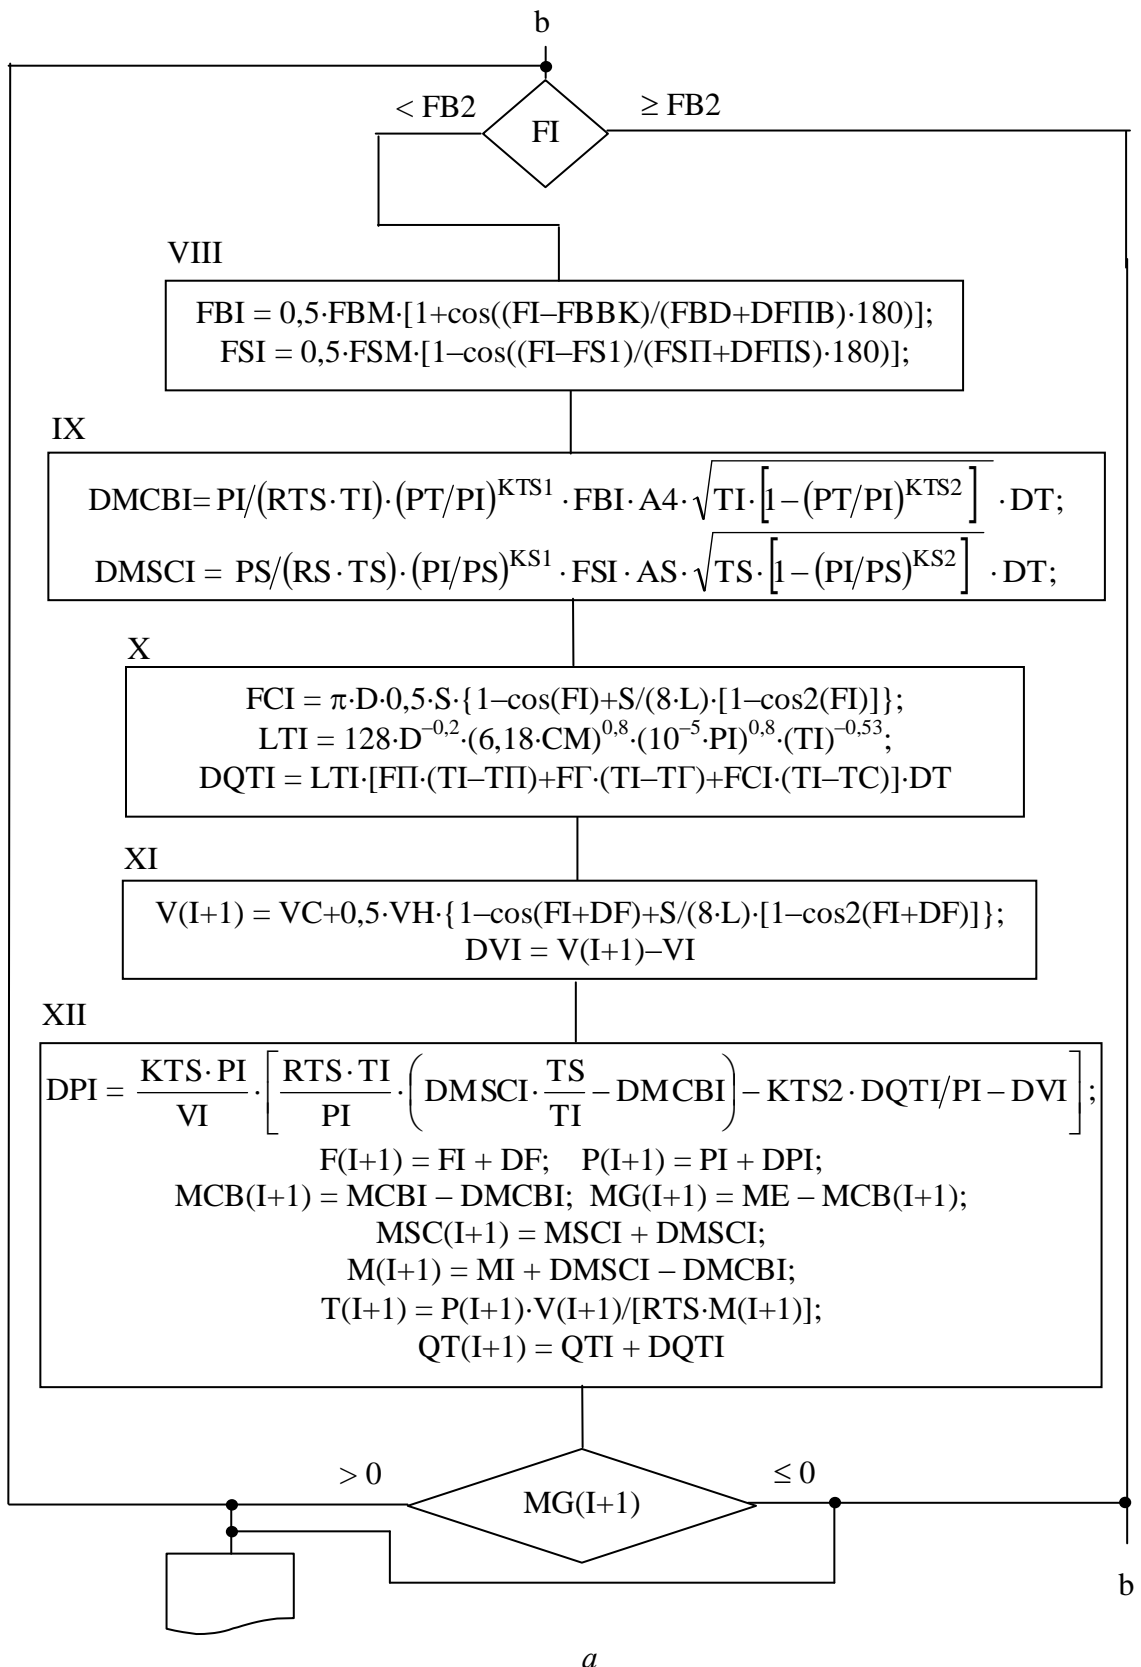 b
< FB2
≥ FB2
FI
VIII
FBI = 0,5·FBM·[1+cos((FI–FBBK)/(FBD+DFПB)·180)];
FSI = 0,5·FSM·[1–cos((FI–FS1)/(FSП+DFПS)·180)];
IX
DMCBI= PI/(RTS·TI)·(PT/PI)^KTS1·FBI·A4·√(TI·[1–(PT/PI)^KTS2])·DT;
DMSCI = PS/(RS·TS)·(PI/PS)^KS1·FSI·AS·√(TS·[1–(PI/PS)^KS2])·DT;
X
FCI = π·D·0,5·S·{1–cos(FI)+S/(8·L)·[1–cos2(FI)]};
LTI = 128·D^–0,2·(6,18·CM)^0,8·(10^–5·PI)^0,8·(TI)^–0,53;
DQTI = LTI·[FП·(TI–TП)+FГ·(TI–TГ)+FCI·(TI–TC)]·DT
XI
V(I+1) = VC+0,5·VH·{1–cos(FI+DF)+S/(8·L)·[1–cos2(FI+DF)]};
DVI = V(I+1)–VI
XII
DPI = KTS·PI/VI·[RTS·TI/PI·(DMSCI·TS/TI–DMCBI)–KTS2·DQTI/PI–DVI];
F(I+1) = FI + DF; P(I+1) = PI + DPI;
MCB(I+1) = MCBI – DMCBI; MG(I+1) = ME – MCB(I+1);
MSC(I+1) = MSCI + DMSCI;
M(I+1) = MI + DMSCI – DMCBI;
T(I+1) = P(I+1)·V(I+1)/[RTS·M(I+1)];
QT(I+1) = QTI + DQTI
> 0
≤ 0
MG(I+1)
b
a